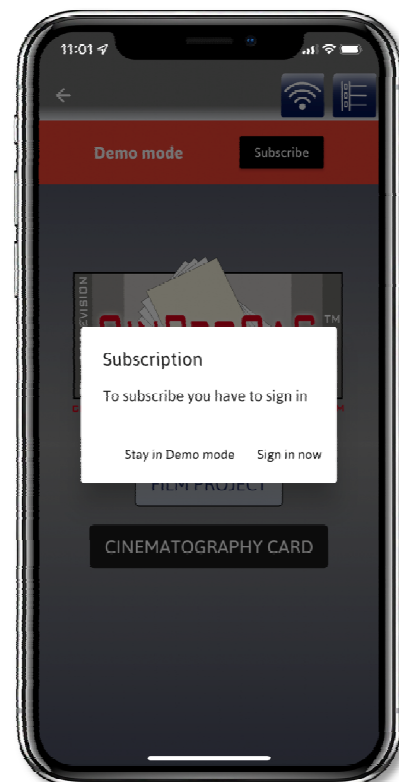 11:01
Demo mode
Subscribe
TM
Subscription
To subscribe you have to sign in
Stay in Demo mode
Sign in now
FILM PROJECT
CINEMATOGRAPHY CARD